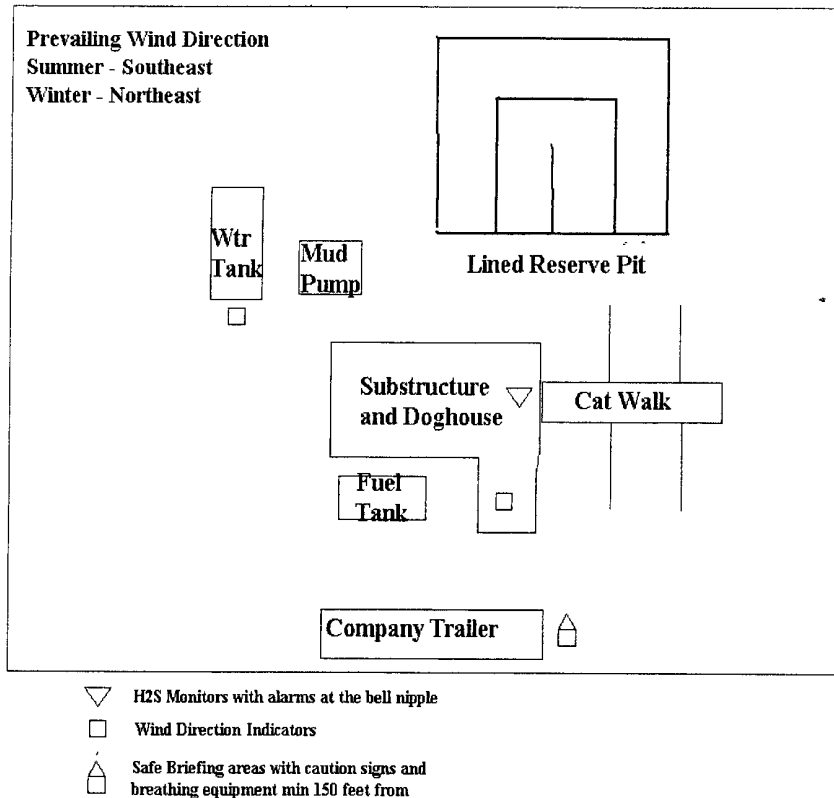 Prevailing Wind Direction
Summer - Southeast
Winter - Northeast
Wtr
Tank
Mud
Pump
Lined Reserve Pit
Substructure
and Doghouse
Cat Walk
Fuel
Tank
Company Trailer
H2S Monitors with alarms at the bell nipple
Wind Direction Indicators
Safe Briefing areas with caution signs and
breathing equipment min 150 feet from